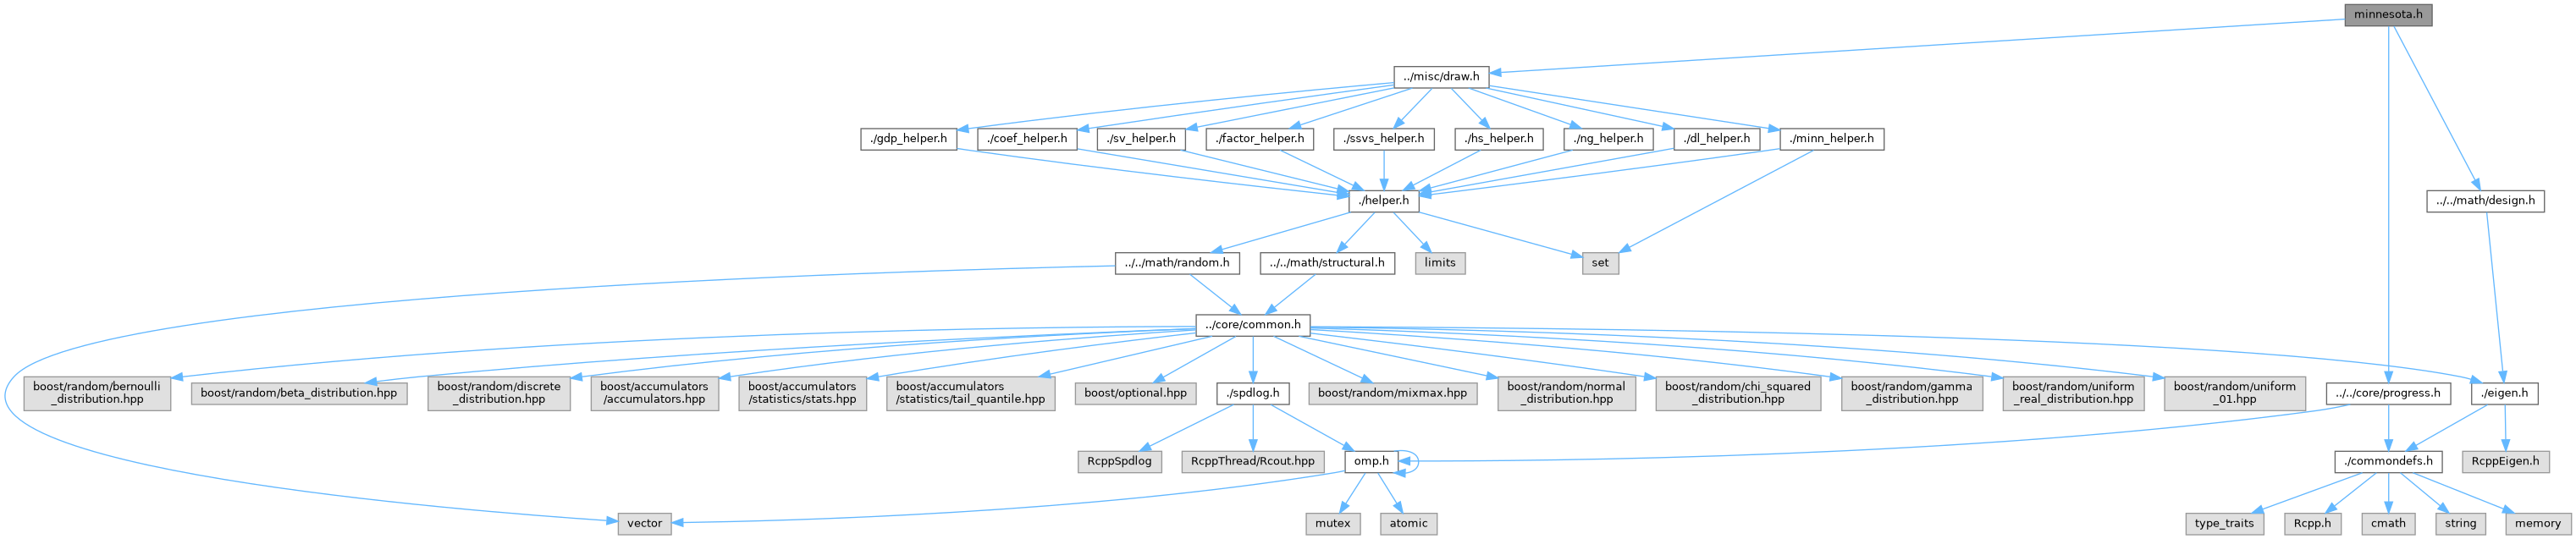 minnesota.h
../misc/draw.h
./gdp_helper.h
./coef_helper.h
./sv_helper.h
./factor_helper.h
./ssvs_helper.h
./hs_helper.h
./ng_helper.h
./dl_helper.h
./minn_helper.h
./helper.h
../../math/design.h
../../math/random.h
../../math/structural.h
limits
set
../core/common.h
boost/random/bernoulli
_distribution.hpp
boost/random/beta_distribution.hpp
boost/random/discrete
_distribution.hpp
boost/accumulators
/accumulators.hpp
boost/accumulators
/statistics/stats.hpp
boost/accumulators
/statistics/tail_quantile.hpp
boost/optional.hpp
./spdlog.h
boost/random/mixmax.hpp
boost/random/normal
_distribution.hpp
boost/random/chi_squared
_distribution.hpp
boost/random/gamma
_distribution.hpp
boost/random/uniform
_real_distribution.hpp
boost/random/uniform
_01.hpp
../../core/progress.h
./eigen.h
RcppSpdlog
RcppThread/Rcout.hpp
omp.h
./commondefs.h
RcppEigen.h
vector
mutex
atomic
type_traits
Rcpp.h
cmath
string
memory